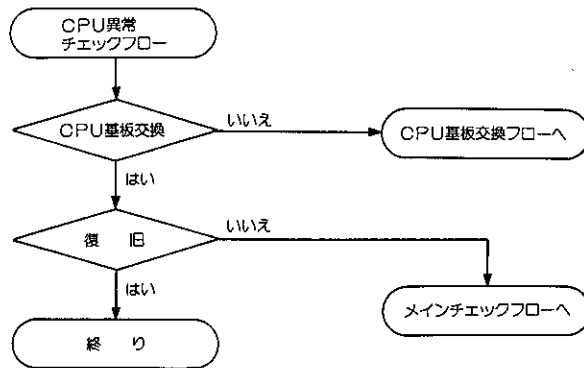 CPU異常
チェックフロー
CPU基板交換
いいえ
CPU基板交換フローへ
はい
復 旧
いいえ
はい
メインチェックフローへ
終 り